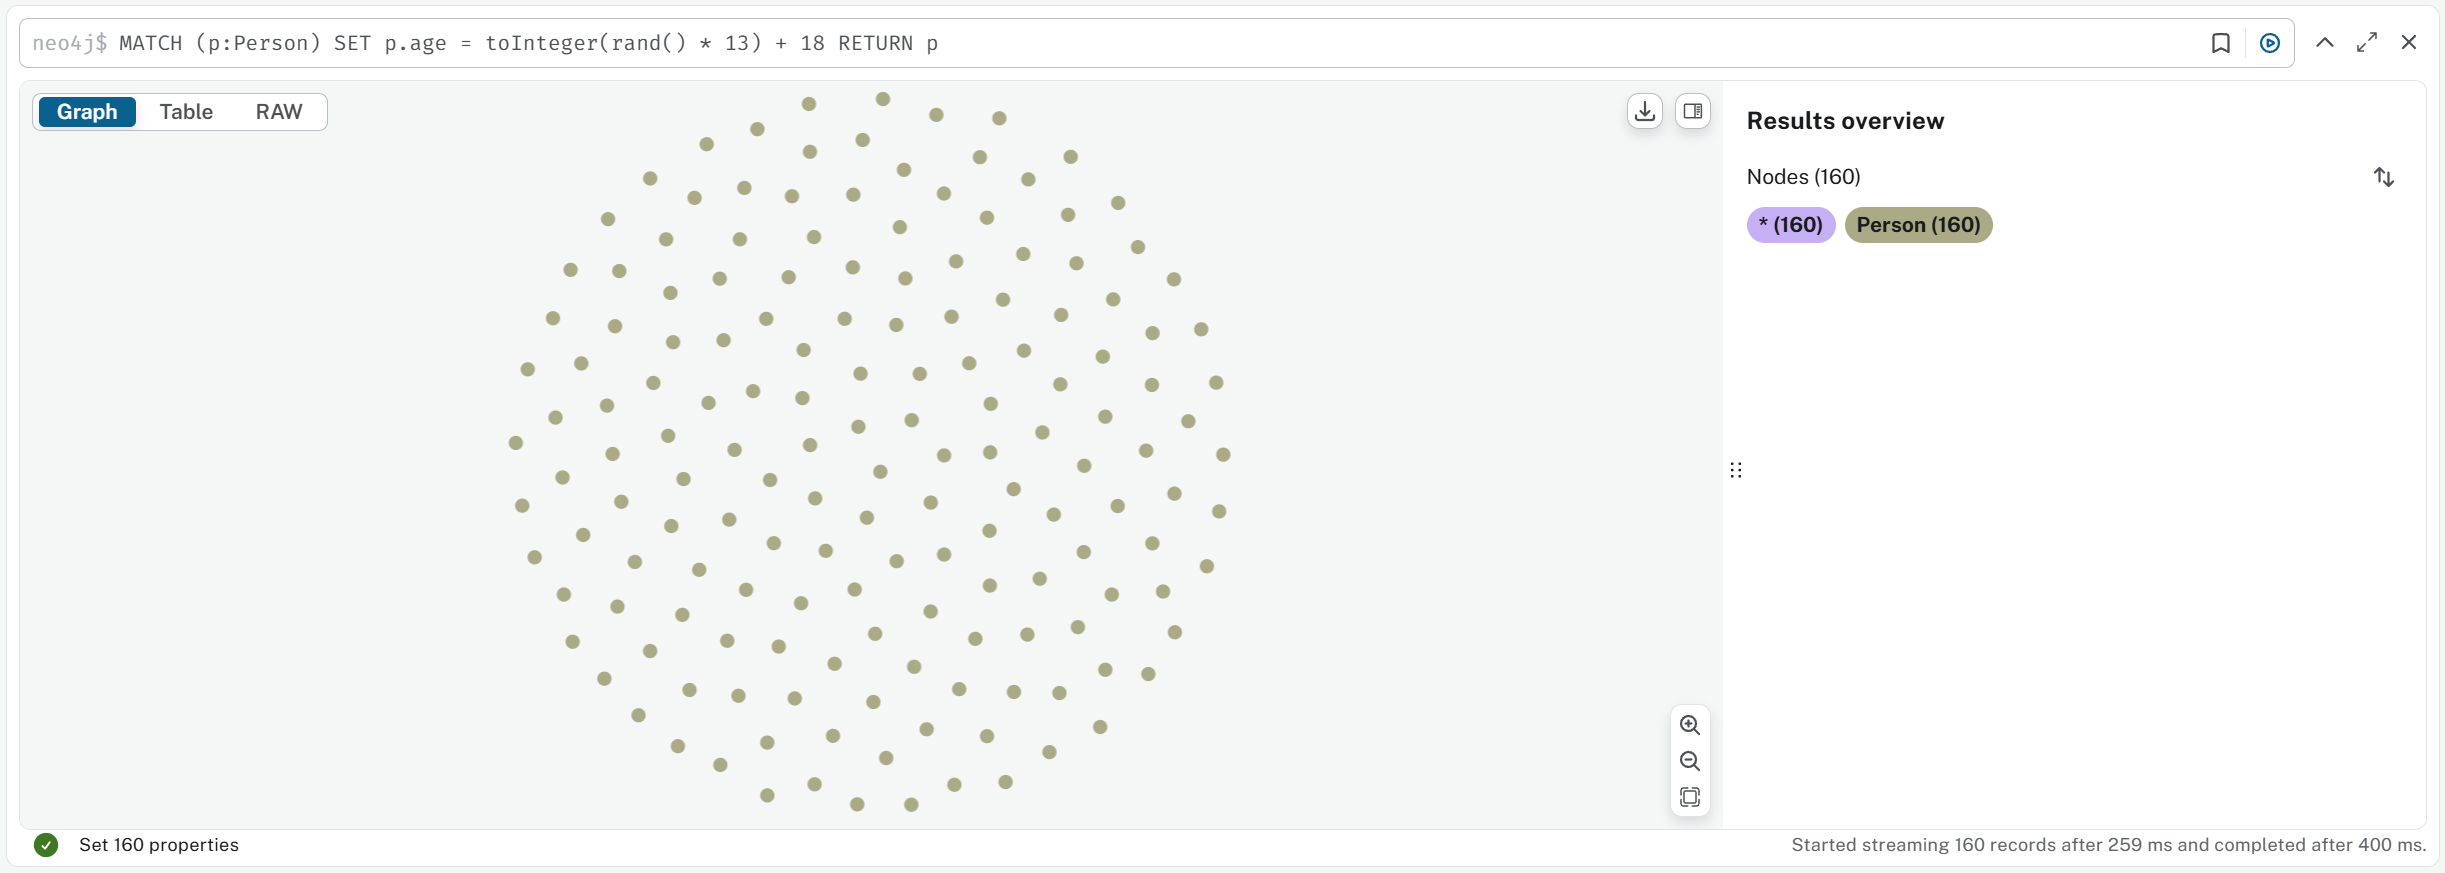 neo4j$ MATCH (p:Person) SET p.age = toInteger(rand() * 13) + 18 RETURN p
Graph Table RAW
Results overview
Nodes (160)
* (160) Person (160)
Set 160 properties
Started streaming 160 records after 259 ms and completed after 400 ms.